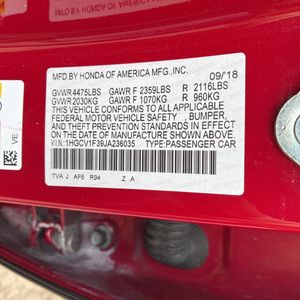 MFD.BY HONDA OF AMERICA MFG.,INC. 09/18
GVWR 4475LBS GAWR F 2359LBS R 2116LBS
GVWR 2030KG GAWR F 1070KG R 960KG
THIS VEHICLE CONFORMS TO ALL APPLICABLE
FEDERAL MOTOR VEHICLE SAFETY , BUMPER,
AND THEFT PREVENTION STANDARDS IN EFFECT
ON THE DATE OF MANUFACTURE SHOWN ABOVE.
V.I.N: 1HGCV1F39JA236035 TYPE:PASSENGER CAR
TVA J AF6 R94 Z A
VE